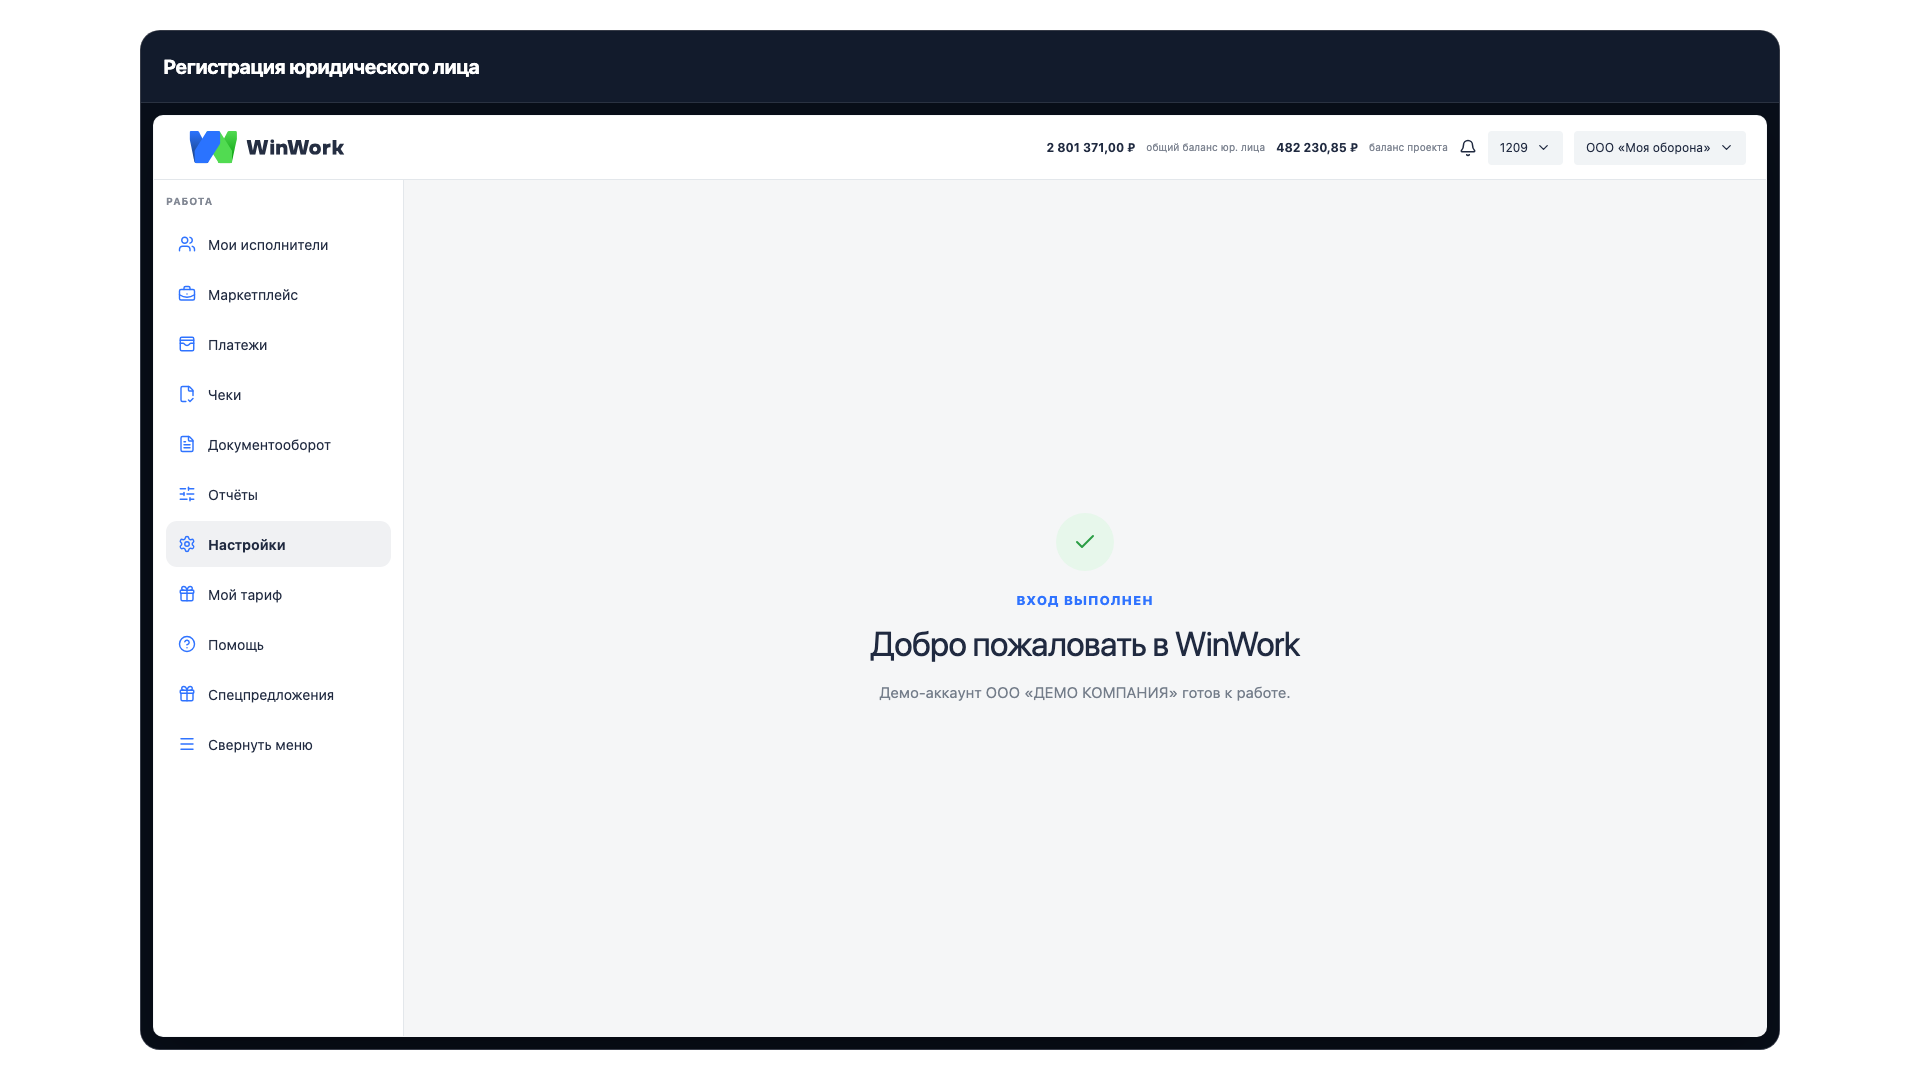 Регистрация юридического лица
WinWork
2 801 371,00 ₽ общий баланс юр. лица 482 230,85 ₽ баланс проекта 1209 ООО «Моя оборона»
РАБОТА
Мои исполнители
Маркетплейс
Платежи
Чеки
Документооборот
Отчёты
Настройки
Мой тариф
Помощь
Спецпредложения
Свернуть меню
ВХОД ВЫПОЛНЕН
Добро пожаловать в WinWork
Демо-аккаунт ООО «ДЕМО КОМПАНИЯ» готов к работе.